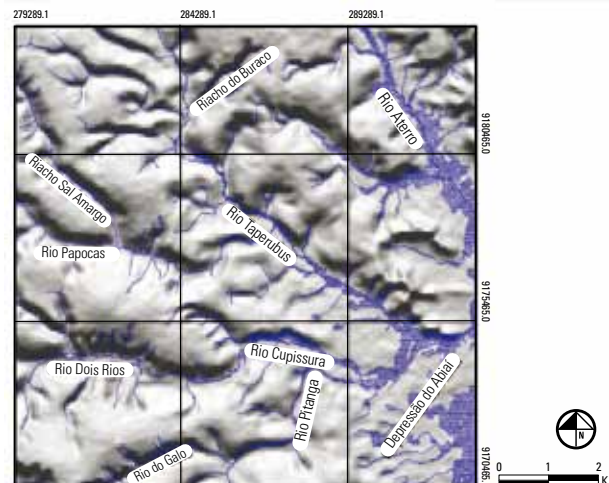 279289.1
284289.1
289289.1
Riacho do Buraco
Rio Aterro
9180465.0
Riacho Sal Amargo
Rio Taperubus
Rio Papocas
9175465.0
Rio Cupissura
Rio Dois Rios
Rio Pitanga
Depressão do Abiaí
Rio do Galo
9170465.
N
0 1 2
K